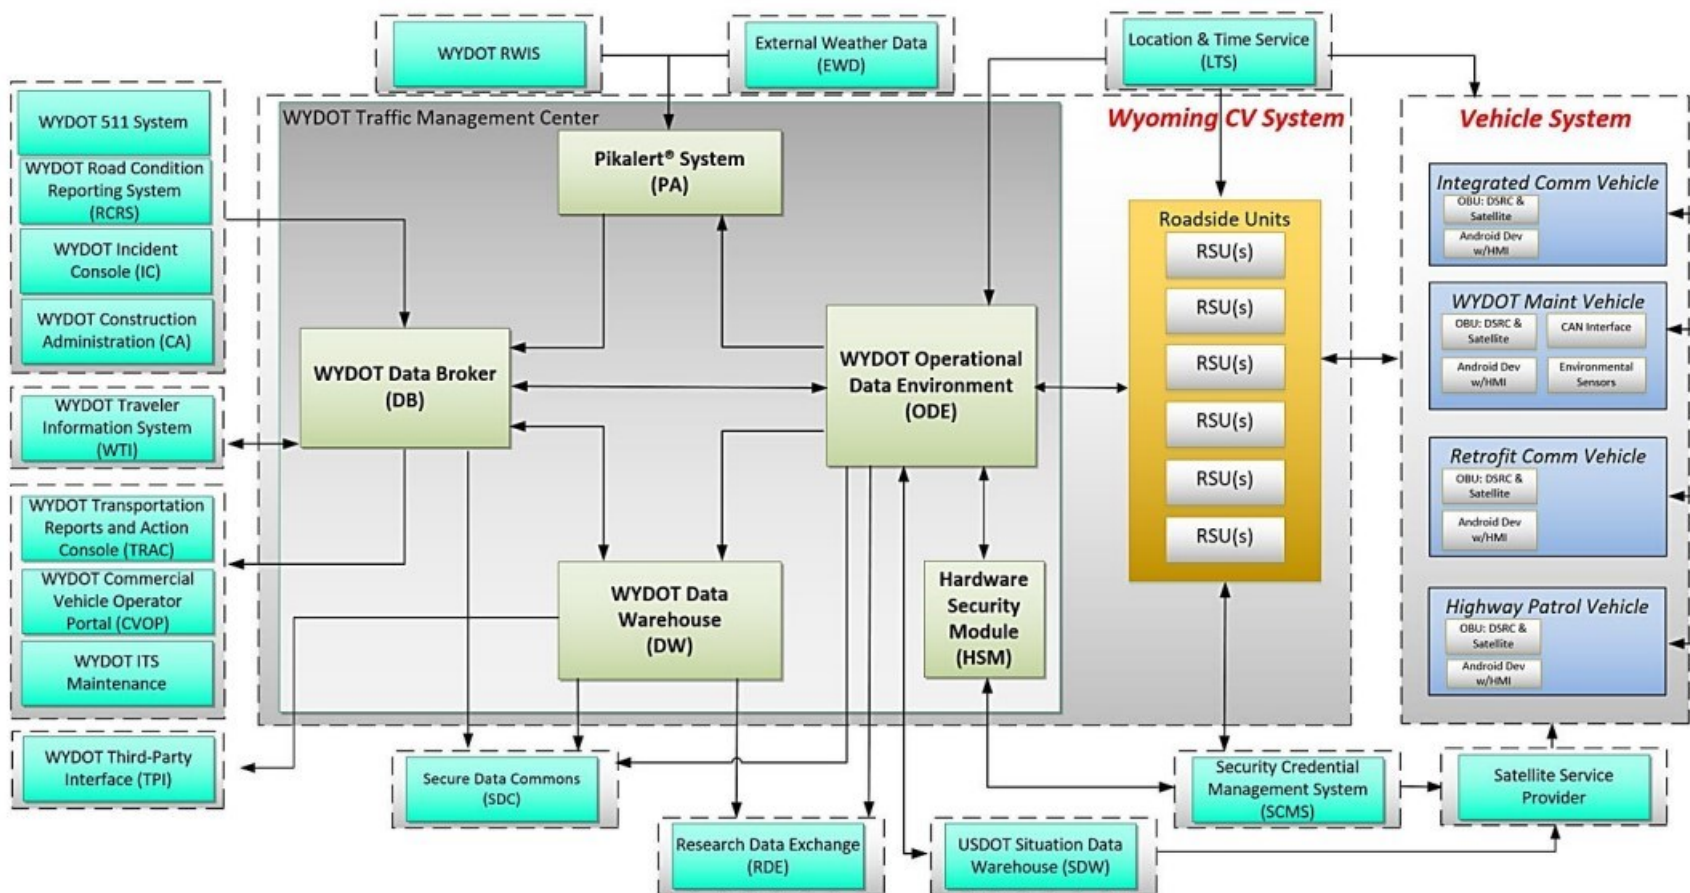 WYDOT RWIS
External Weather Data
(EWD)
Location & Time Service
(LTS)
WYDOT 511 System
WYDOT Road Condition
Reporting System
(RCRS)
WYDOT Incident
Console (IC)
WYDOT Construction
Administration (CA)
WYDOT Traveler
Information System
(WTI)
WYDOT Transportation
Reports and Action
Console (TRAC)
WYDOT Commercial
Vehicle Operator
Portal (CVOP)
WYDOT ITS
Maintenance
WYDOT Third-Party
Interface (TPI)
WYDOT Traffic Management Center
Pikalert® System
(PA)
WYDOT Data Broker
(DB)
WYDOT Operational
Data Environment
(ODE)
WYDOT Data
Warehouse
(DW)
Hardware
Security
Module
(HSM)
Wyoming CV System
Roadside Units
RSU(s)
RSU(s)
RSU(s)
RSU(s)
RSU(s)
RSU(s)
Vehicle System
Integrated Comm Vehicle
OBU: DSRC &
Satellite
Android Dev
w/HMI
WYDOT Maint Vehicle
OBU: DSRC &
Satellite
CAN Interface
Android Dev
w/HMI
Environmental
Sensors
Retrofit Comm Vehicle
OBU: DSRC &
Satellite
Android Dev
w/HMI
Highway Patrol Vehicle
OBU: DSRC &
Satellite
Android Dev
w/HMI
Secure Data Commons
(SDC)
Research Data Exchange
(RDE)
USDOT Situation Data
Warehouse (SDW)
Security Credential
Management System
(SCMS)
Satellite Service
Provider